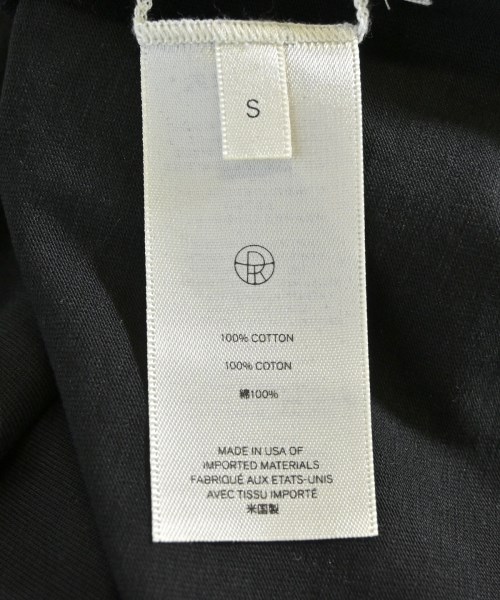 S
100% COTTON
100% COTON
綿100%
MADE IN USA OF
IMPORTED MATERIALS
FABRIQUÉ AUX ETATS-UNIS
AVEC TISSU IMPORTÉ
米国製